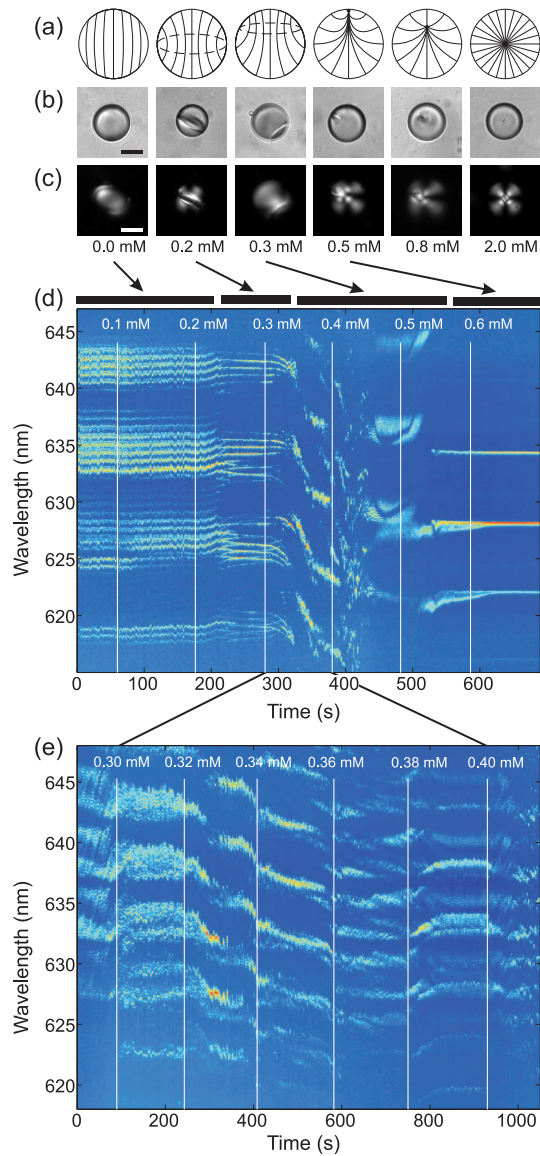 (a)
(b)
(c)
0.0 mM 0.2 mM 0.3 mM 0.5 mM 0.8 mM 2.0 mM
(d)
0.1 mM 0.2 mM 0.3 mM 0.4 mM 0.5 mM 0.6 mM
645
640
635
630
625
620
Wavelength (nm)
0 100 200 300 400 500 600
Time (s)
(e)
0.30 mM 0.32 mM 0.34 mM 0.36 mM 0.38 mM 0.40 mM
645
640
635
630
625
620
Wavelength (nm)
0 200 400 600 800 1000
Time (s)